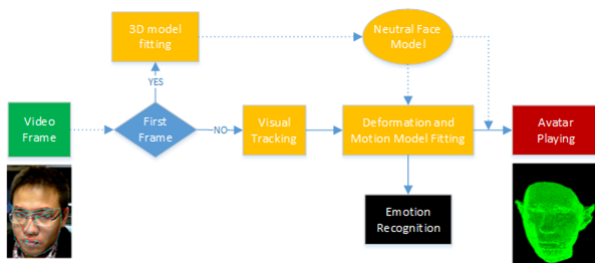 3D model
fitting
Neutral Face
Model
YES
Video
Frame
First
Frame
NO
Visual
Tracking
Deformation and
Motion Model Fitting
Avatar
Playing
Emotion
Recognition